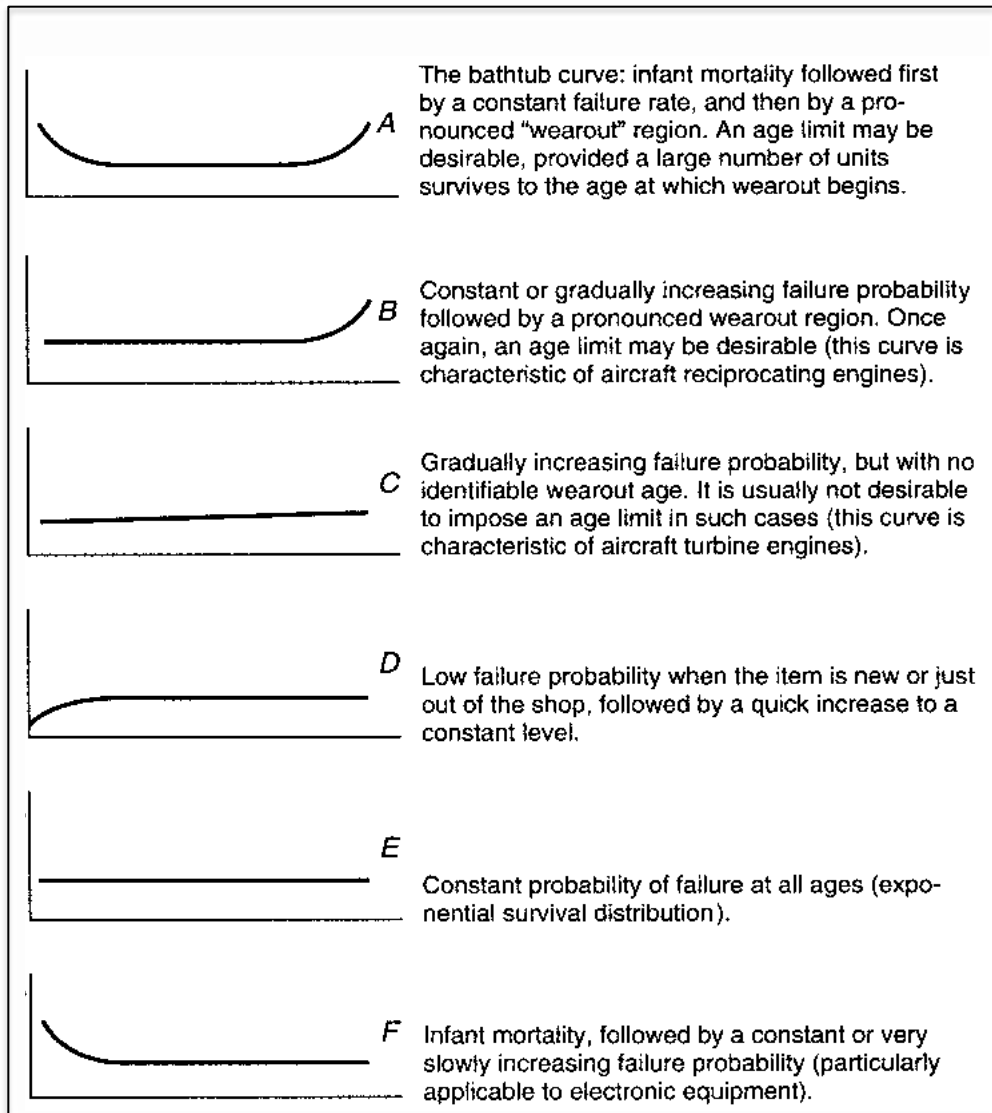 The bathtub curve: infant mortality followed first
by a constant failure rate, and then by a pro-
nounced “wearout” region. An age limit may be
desirable, provided a large number of units
survives to the age at which wearout begins.
A
Constant or gradually increasing failure probability
followed by a pronounced wearout region. Once
again, an age limit may be desirable (this curve is
characteristic of aircraft reciprocating engines).
B
Gradually increasing failure probability, but with no
identifiable wearout age. It is usually not desirable
to impose an age limit in such cases (this curve is
characteristic of aircraft turbine engines).
C
Low failure probability when the item is new or just
out of the shop, followed by a quick increase to a
constant level.
D
Constant probability of failure at all ages (expo-
nential survival distribution).
E
Infant mortality, followed by a constant or very
slowly increasing failure probability (particularly
applicable to electronic equipment).
F